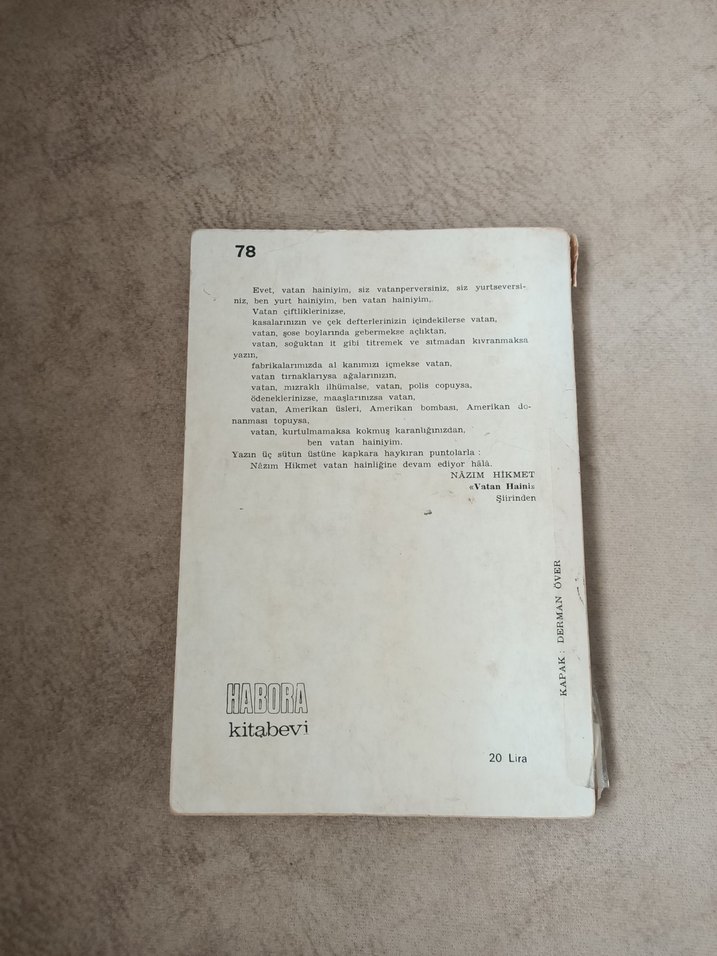 78
Evet, vatan hainiyim, siz vatanperversiniz, siz yurtseversi-
niz, ben yurt hainiyim, ben vatan hainiyim,
Vatan çiftliklerinizse,
kasalarınızın ve çek defterlerinizin içindekilerse vatan,
vatan, şose boylarında gebermekse açlıktan,
vatan, soğuktan it gibi titremek ve sıtmadan kıvranmaksa
yazın,
fabrikalarımızda al kanımızı içmekse vatan,
vatan tırnaklarıysa ağalarınızın,
vatan, mızraklı ilhümalse, vatan, polis copuysa,
ödeneklerinizse, maaşlarınızsa vatan,
vatan, Amerikan üsleri, Amerikan bombası, Amerikan do-
nanması topuysa,
vatan, kurtulmamaksa kokmuş karanlığınızdan,
ben vatan hainiyim.
Yazın üç sütun üstüne kapkara haykıran puntolarla :
Nâzım Hikmet vatan hainliğine devam ediyor hâlâ.
NÂZIM HİKMET
«Vatan Haini»
Şiirinden
KAPAK : DERMAN ÖVER
HABORA
kitabevi
20 Lira